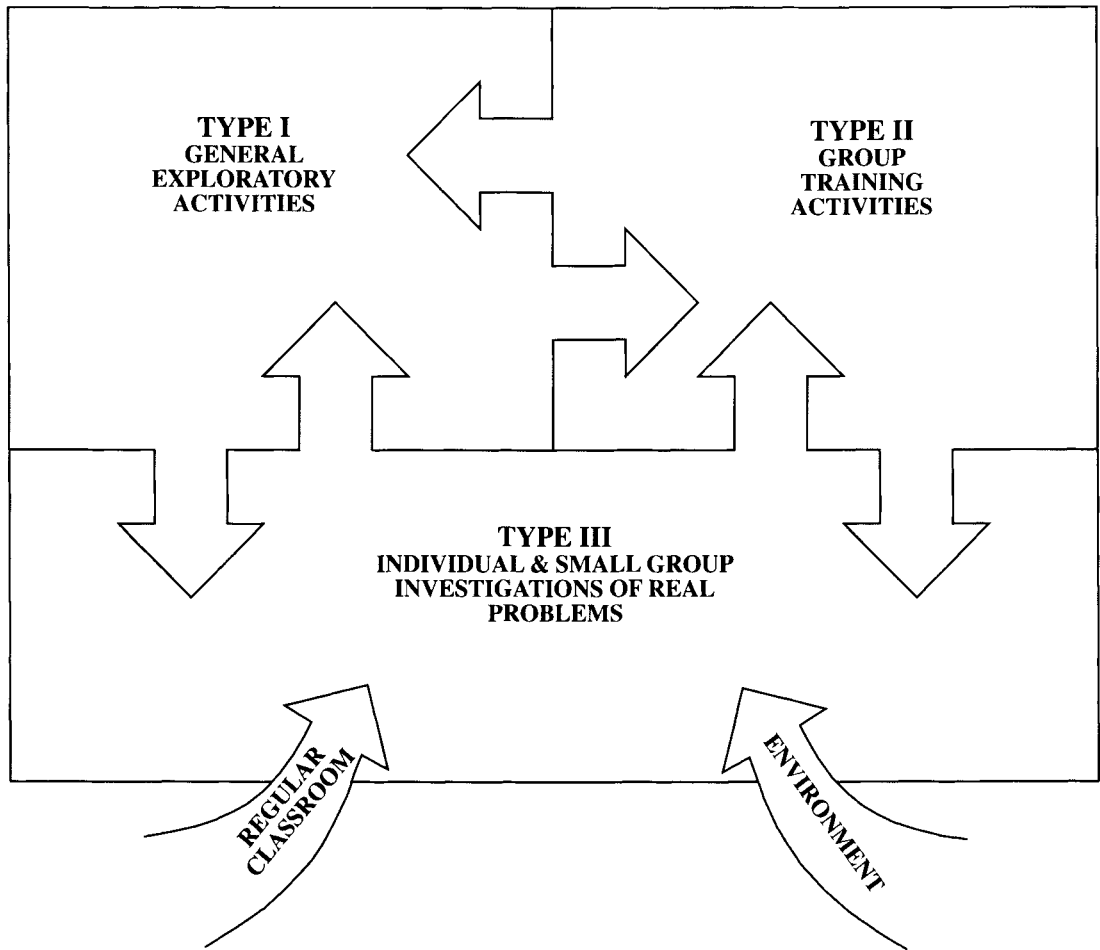 TYPE I
GENERAL
EXPLORATORY
ACTIVITIES
TYPE II
GROUP
TRAINING
ACTIVITIES
TYPE III
INDIVIDUAL & SMALL GROUP
INVESTIGATIONS OF REAL
PROBLEMS
REGULAR
CLASSROOM
ENVIRONMENT